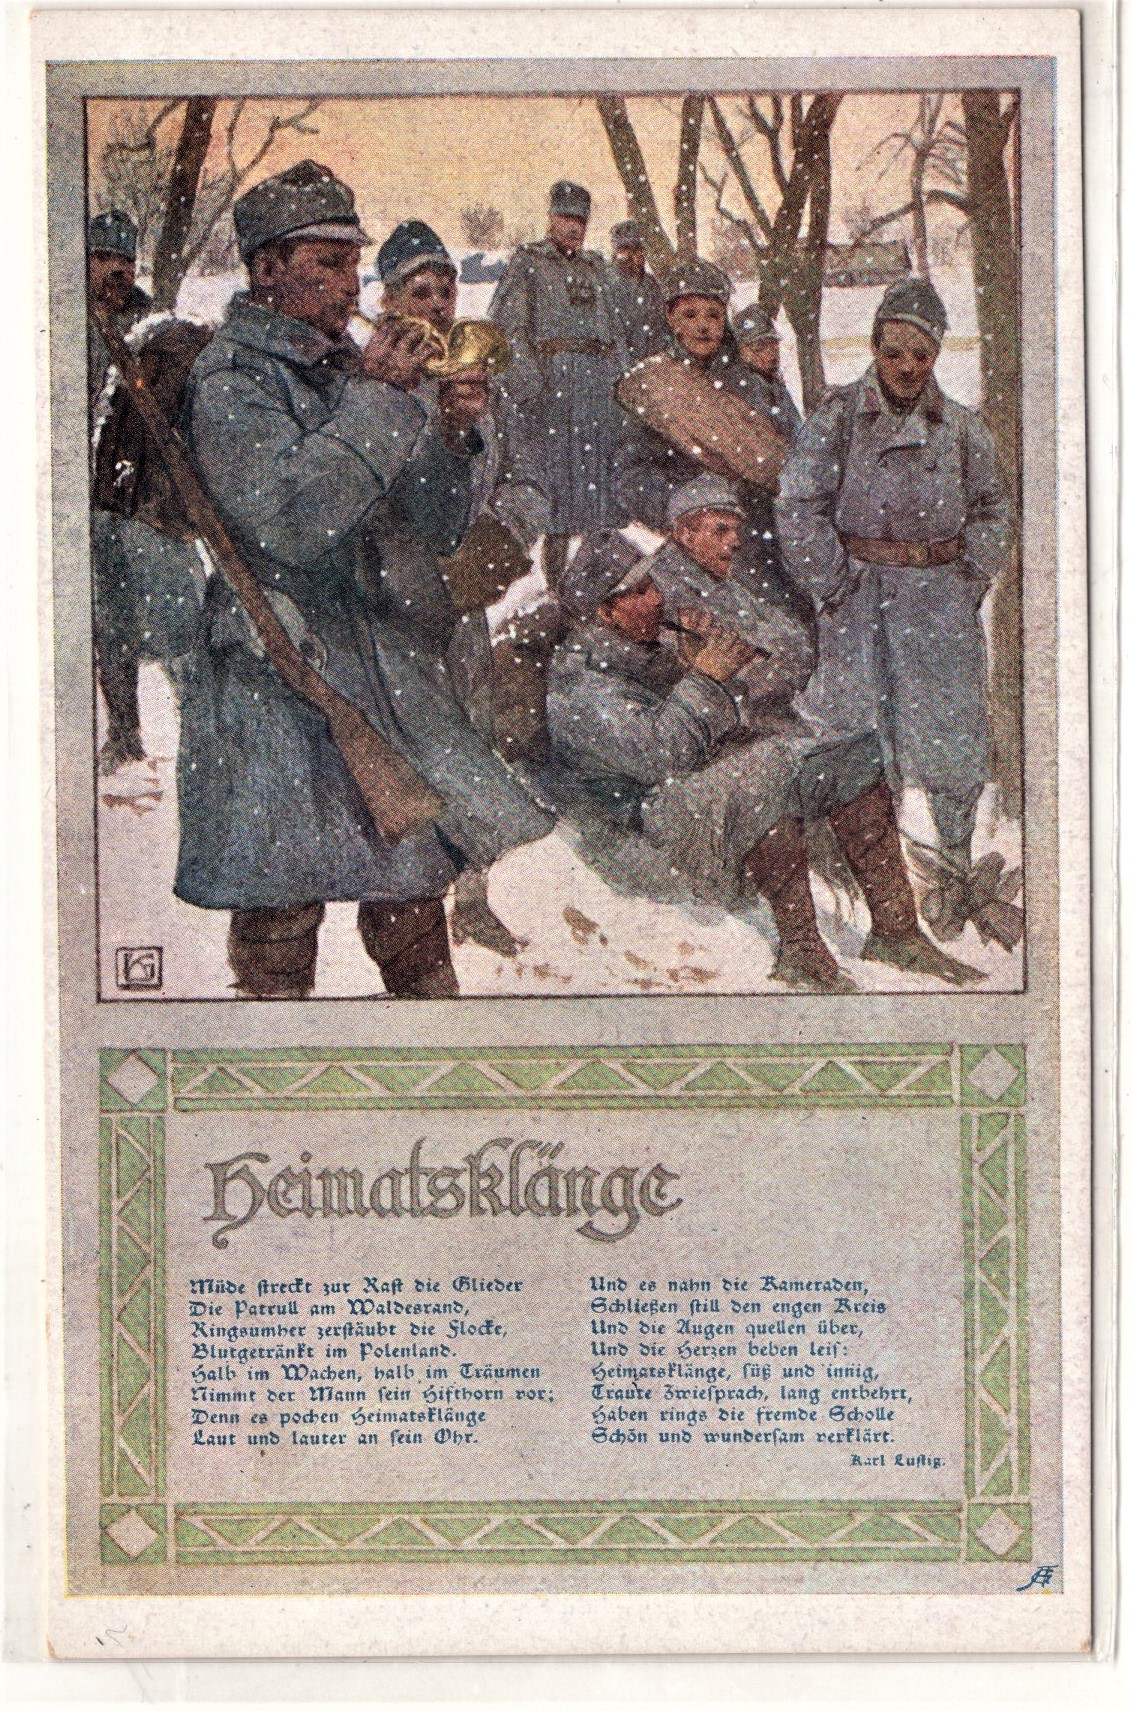 Heimatsklänge
Müde streckt zur Rast die Glieder
Die Patrull am Waldesrand,
Ringsumher zerstäubt die Flocke,
Blutgetränkt im Polenland.
Halb im Wachen, halb im Träumen
Nimmt der Mann sein Hifthorn vor;
Denn es pochen Heimatsklänge
Laut und lauter an sein Ohr.
Und es nahn die Kameraden,
Schließen still den engen Kreis
Und die Augen quellen über,
Und die Herzen beben leis:
Heimatsklänge, süß und innig,
Traute Zwiesprach, lang entbehrt,
Haben rings die fremde Scholle
Schön und wundersam verklärt.
Karl Lustig.